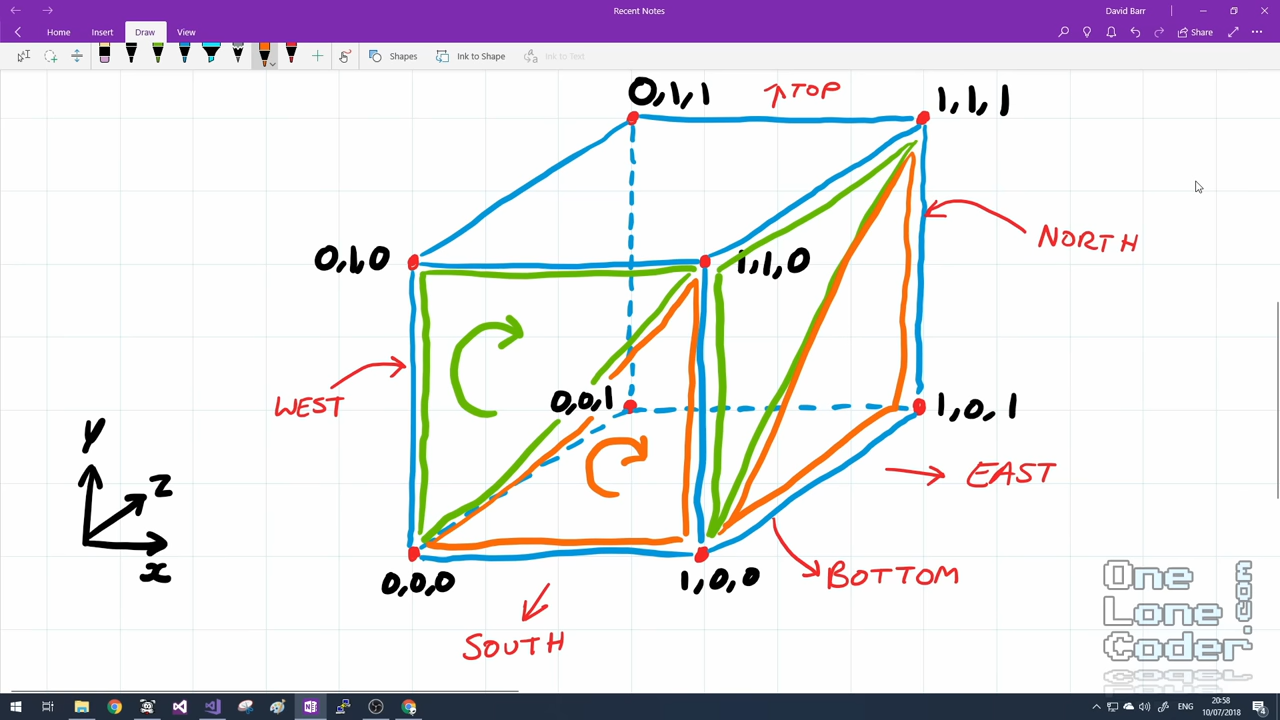 Recent Notes
David Barr
Home Insert Draw View
Share
Shapes Ink to Shape Ink to Text
0,1,1
TOP
1,1,1
NORTH
0,1,0
1,1,0
WEST
0,0,1
1,0,1
Y
Z
X
EAST
0,0,0
1,0,0
BOTTOM
SOUTH
One
Lone
Coder
.com
ENG
20:58
10/07/2018
4